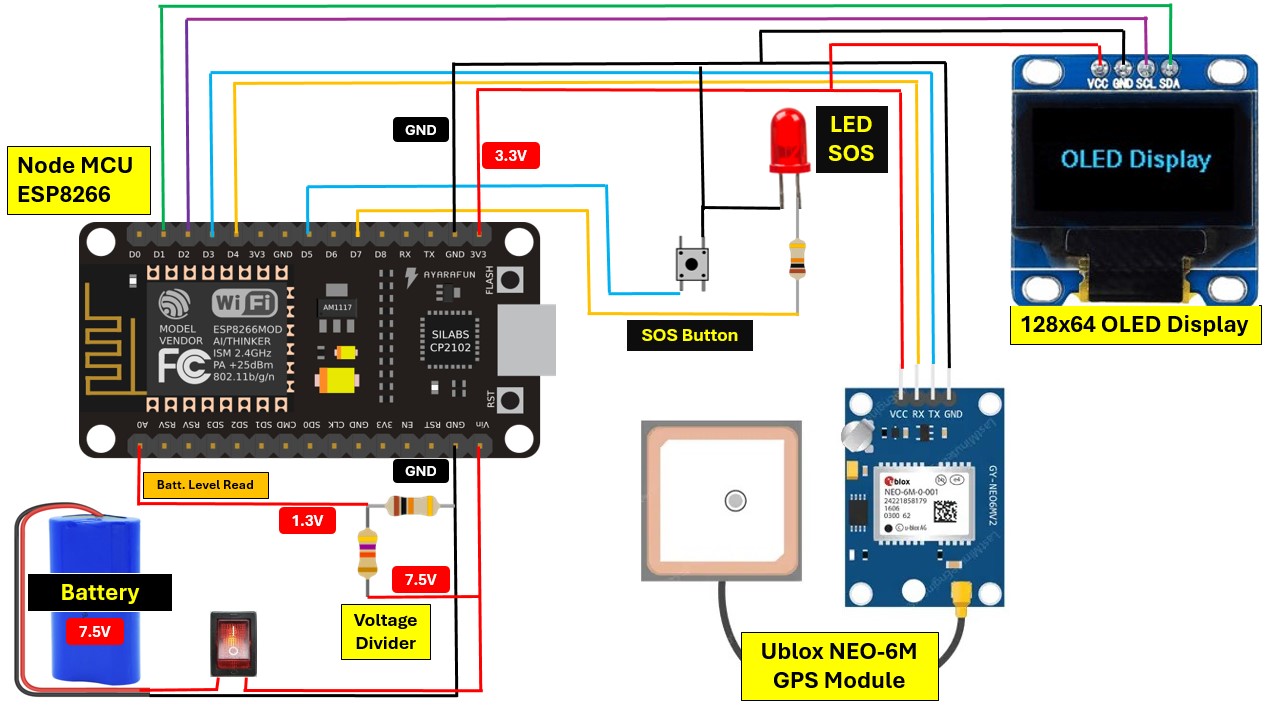 VCC GND SCL SDA
OLED Display
128x64 OLED Display
LED
SOS
GND
3.3V
Node MCU
ESP8266
D0 D1 D2 D3 D4 3V3 GND D5 D6 D7 D8 RX TX GND 3V3
AYARAFUN
FLASH
WiFi
AM1117
MODEL
VENDOR
ESP8266MOD
AI/THINKER
ISM 2.4GHz
PA +25dBm
802.11b/g/n
FC
SILABS
CP2102
RST
A0 RSV RSV SD3 SD2 SD1 CMD SD0 CLK GND 3V3 EN RST GND Vin
SOS Button
Batt. Level Read
GND
1.3V
7.5V
Voltage
Divider
Battery
7.5V
VCC RX TX GND
GY-NEO6MV2
ublox
NEO-6M-0-001
24221858179
1606
0300 62
u-blox AG
Ublox NEO-6M
GPS Module